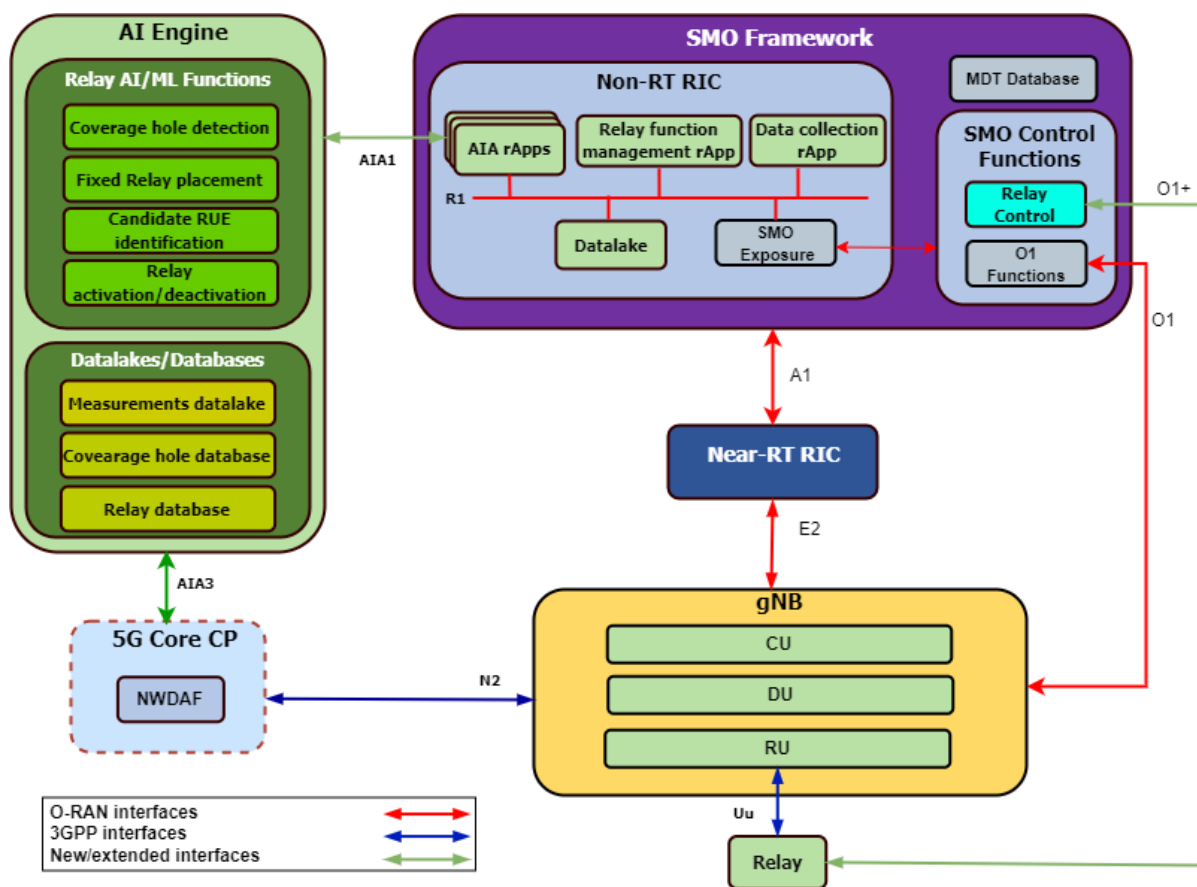 AI Engine
Relay AI/ML Functions
Coverage hole detection
Fixed Relay placement
Candidate RUE
identification
Relay
activation/deactivation
Datalakes/Databases
Measurements datalake
Covearage hole database
Relay database
AIA1
AIA3
SMO Framework
Non-RT RIC
AIA rApps
Relay function
management rApp
Data collection
rApp
R1
Datalake
SMO
Exposure
MDT Database
SMO Control
Functions
Relay
Control
O1
Functions
O1+
O1
A1
Near-RT RIC
E2
5G Core CP
NWDAF
N2
gNB
CU
DU
RU
Uu
Relay
O-RAN interfaces
3GPP interfaces
New/extended interfaces